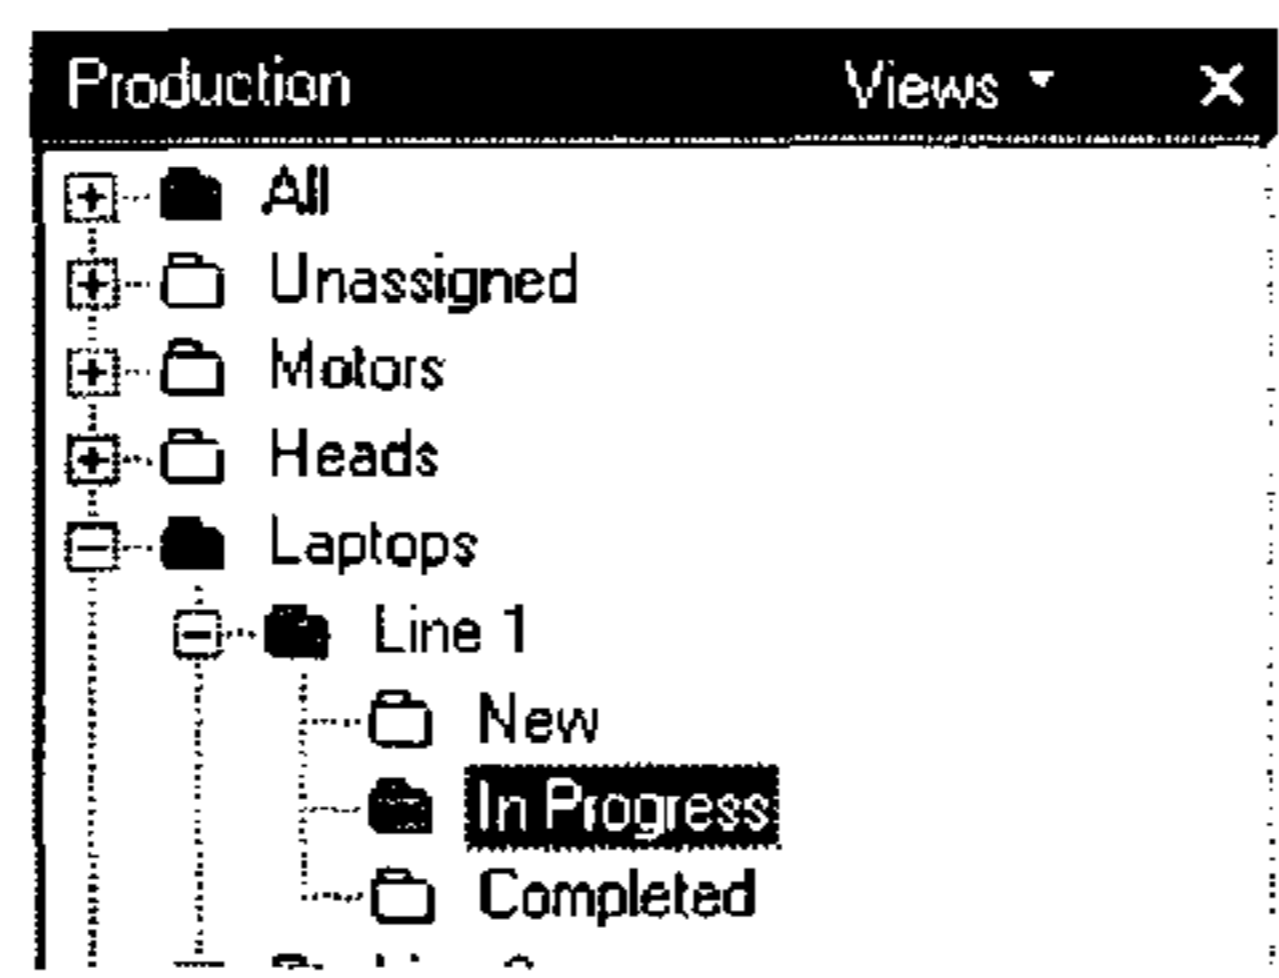 Production Views
All
Unassigned
Motors
Heads
Laptops
Line 1
New
In Progress
Completed